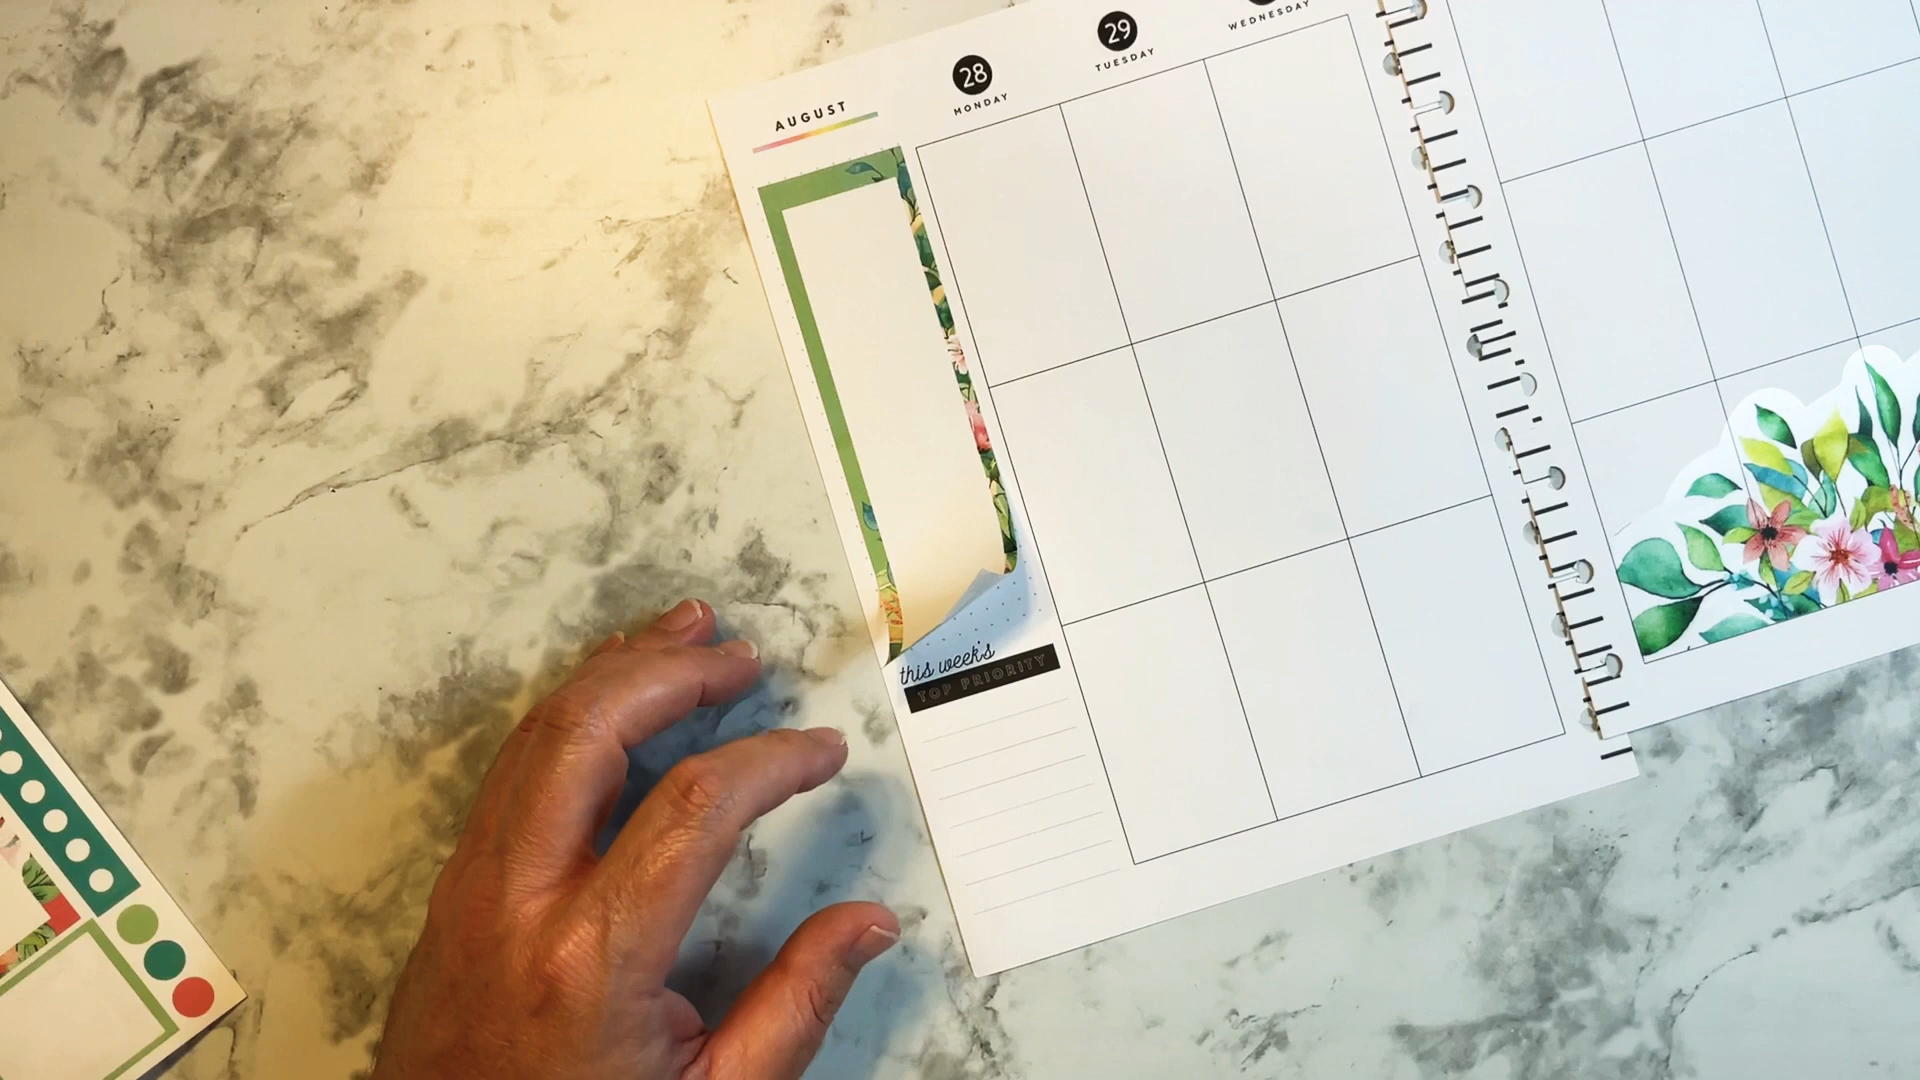 AUGUST
28
MONDAY
29
TUESDAY
WEDNESDAY
this week's
TOP PRIORITY